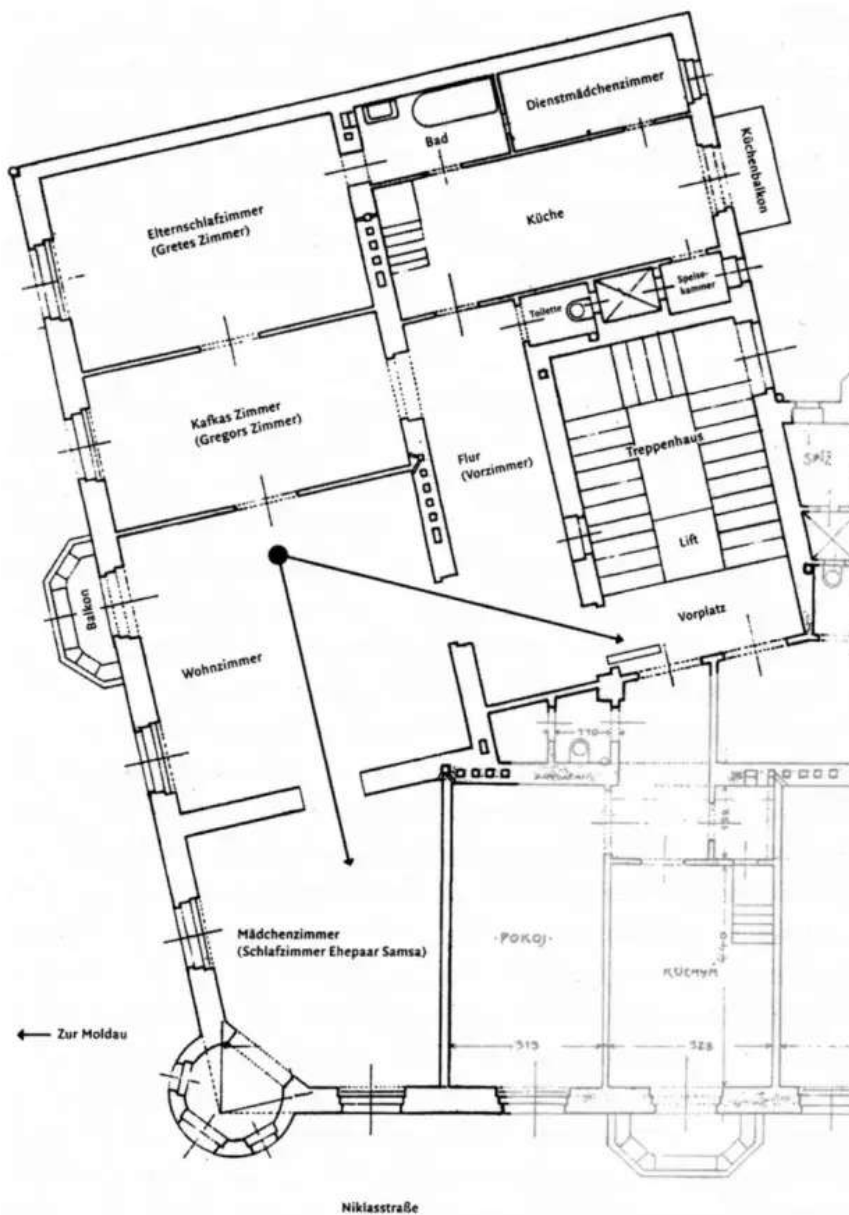 Dienstmädchenzimmer
Bad
Küchenbalkon
Elternschlafzimmer
(Gretes Zimmer)
Küche
Speise-
kammer
Toilette
Kafkas Zimmer
(Gregors Zimmer)
Flur
(Vorzimmer)
Treppenhaus
Lift
Balkon
Vorplatz
Wohnzimmer
Mädchenzimmer
(Schlafzimmer Ehepaar Samsa)
·POKOJ·
Zur Moldau
Niklasstraße